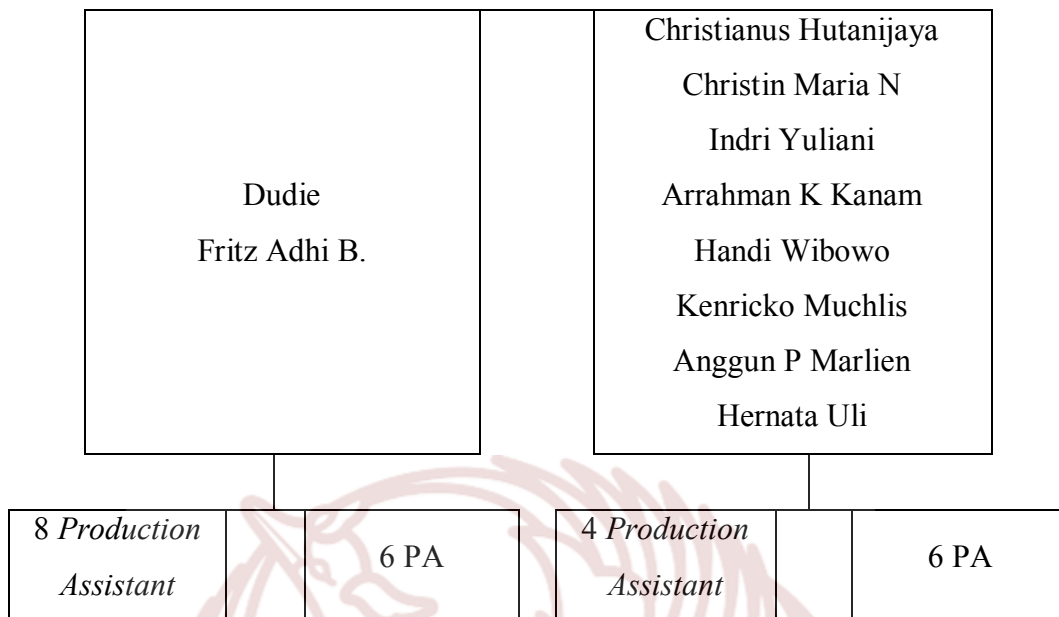 Dudie
Fritz Adhi B.
Christianus Hutanijaya
Christin Maria N
Indri Yuliani
Arrahman K Kanam
Handi Wibowo
Kenricko Muchlis
Anggun P Marlien
Hernata Uli
8 Production
Assistant
6 PA
4 Production
Assistant
6 PA